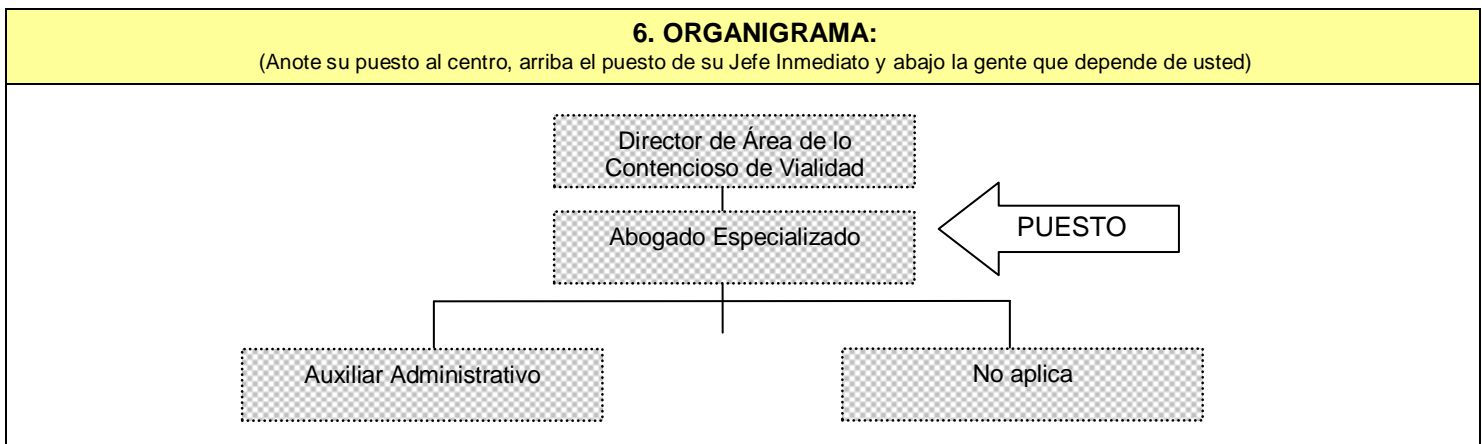 6. ORGANIGRAMA:
(Anote su puesto al centro, arriba el puesto de su Jefe Inmediato y abajo la gente que depende de usted)
Director de Área de lo
Contencioso de Vialidad
Abogado Especializado
PUESTO
Auxiliar Administrativo
No aplica